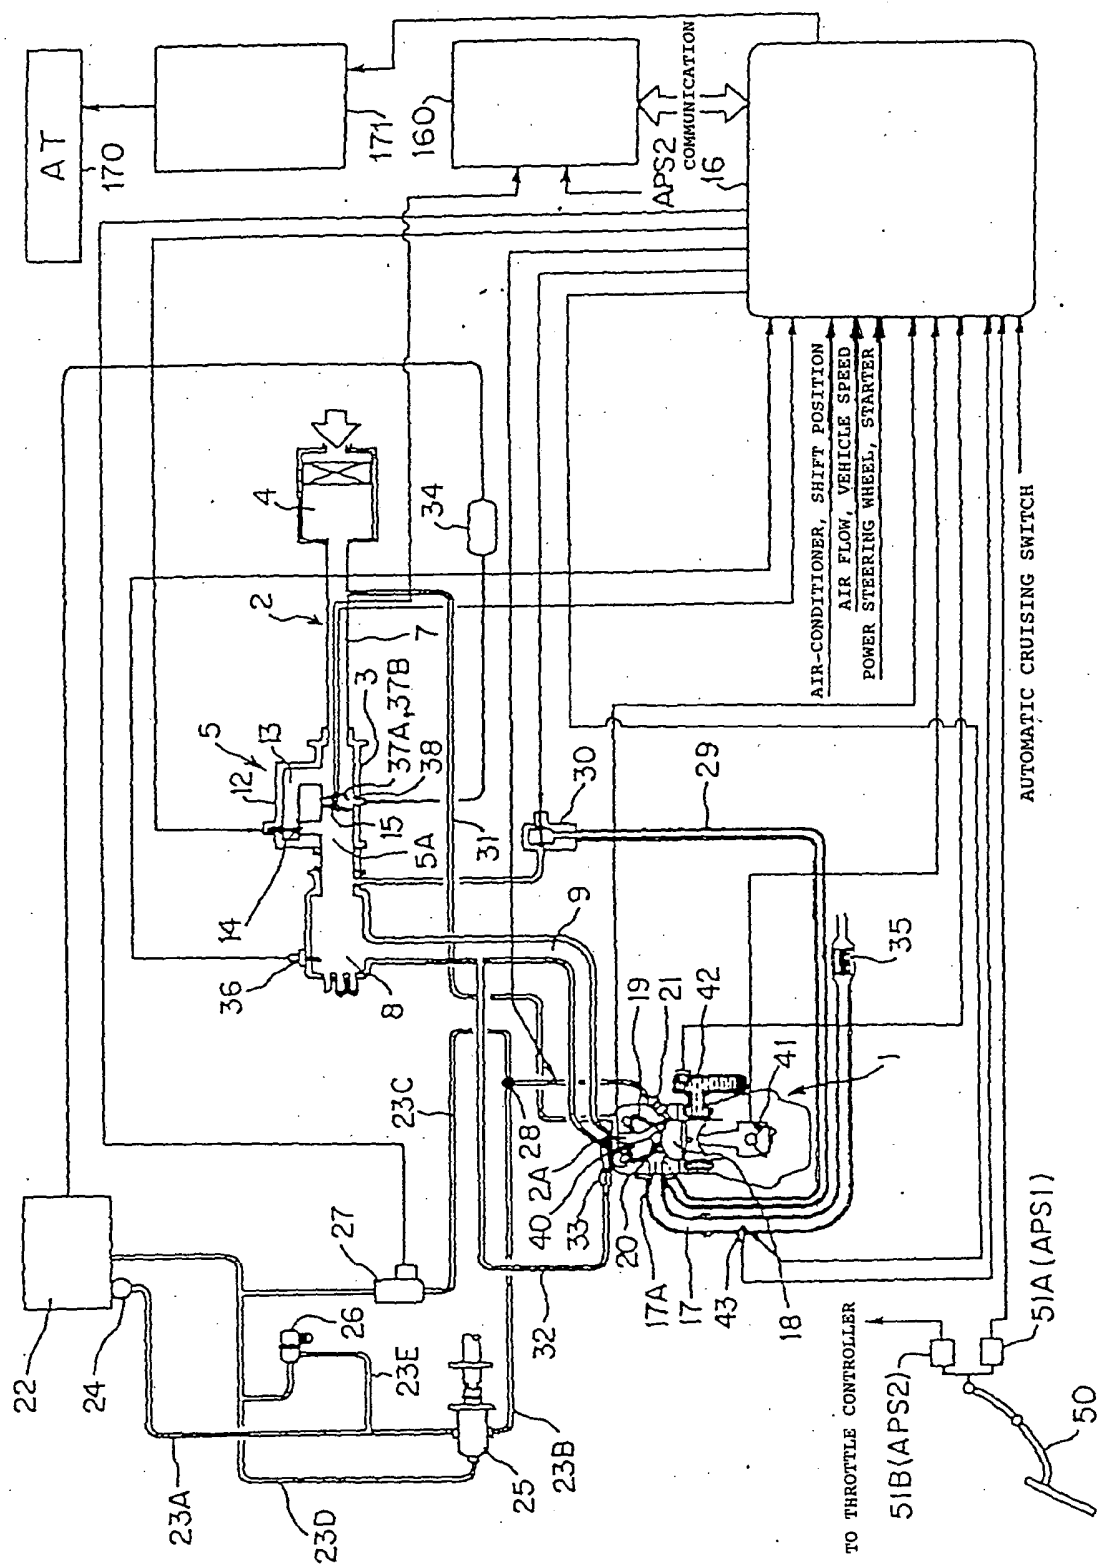 AT
170
171
160
APS2
COMMUNICATION
16
AIR-CONDITIONER, SHIFT POSITION
AIR FLOW, VEHICLE SPEED
POWER STEERING WHEEL, STARTER
AUTOMATIC CRUISING SWITCH
4
34
2
7
3
37A,37B
38
5
13
12
15
5A
14
31
30
29
36
8
9
35
19
21
42
41
1
23C
28
2A
40
33
20
17A
17
43
18
27
26
23E
32
22
24
23A
25
23B
23D
TO THROTTLE CONTROLLER
51B(APS2)
51A(APS1)
50